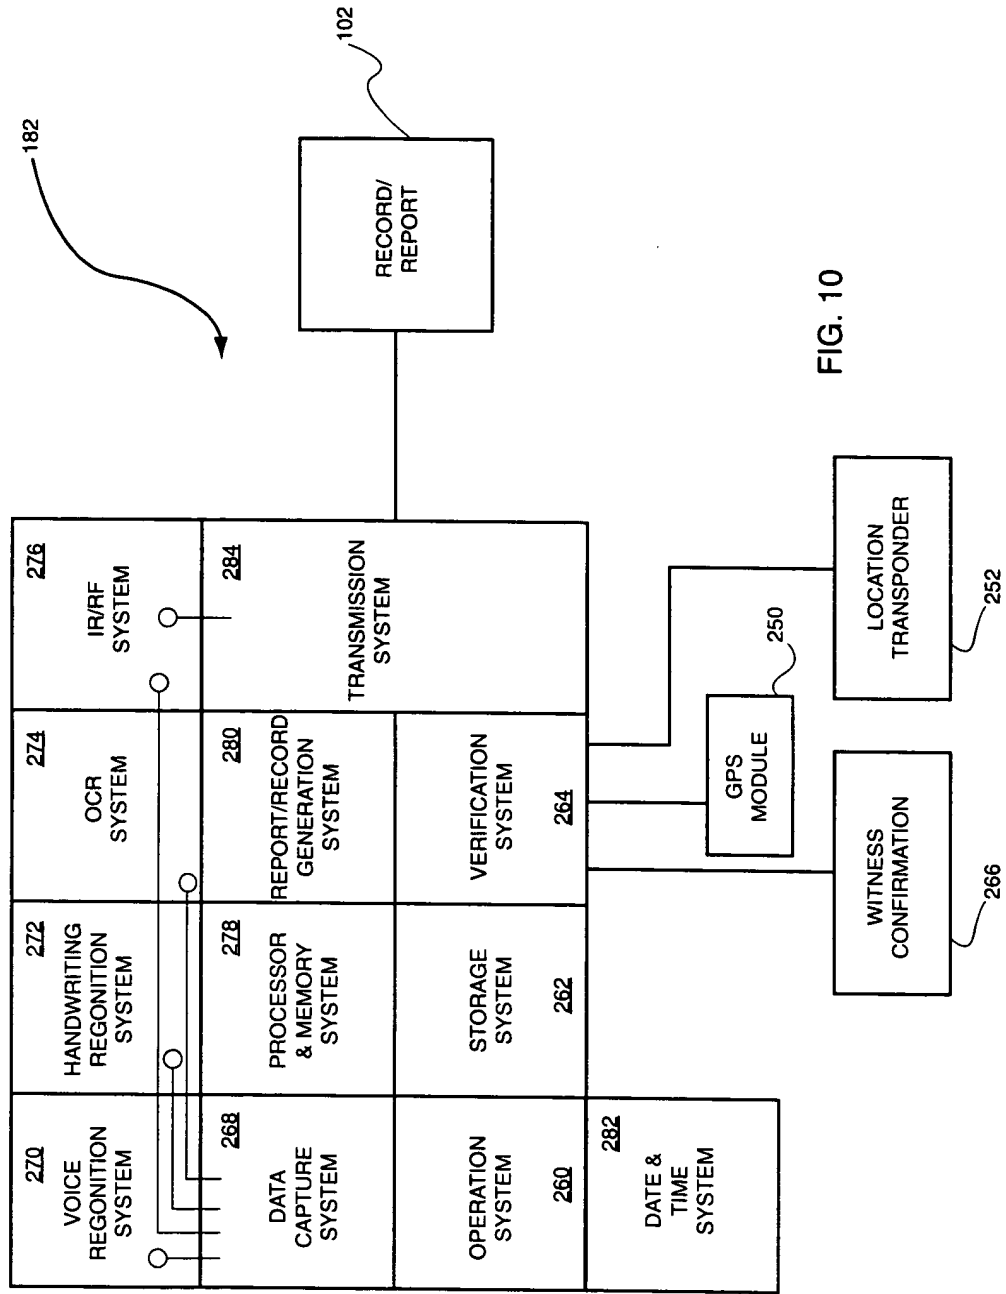 182
102
RECORD/
REPORT
270
VOICE
REGONITION
SYSTEM
272
HANDWRITING
REGONITION
SYSTEM
274
OCR
SYSTEM
276
IR/RF
SYSTEM
268
DATA
CAPTURE
SYSTEM
278
PROCESSOR
& MEMORY
SYSTEM
280
REPORT/RECORD
GENERATION
SYSTEM
284
TRANSMISSION
SYSTEM
OPERATION
SYSTEM
260
STORAGE
SYSTEM
262
VERIFICATION
SYSTEM
264
282
DATE &
TIME
SYSTEM
GPS
MODULE
250
WITNESS
CONFIRMATION
266
LOCATION
TRANSPONDER
252
FIG. 10